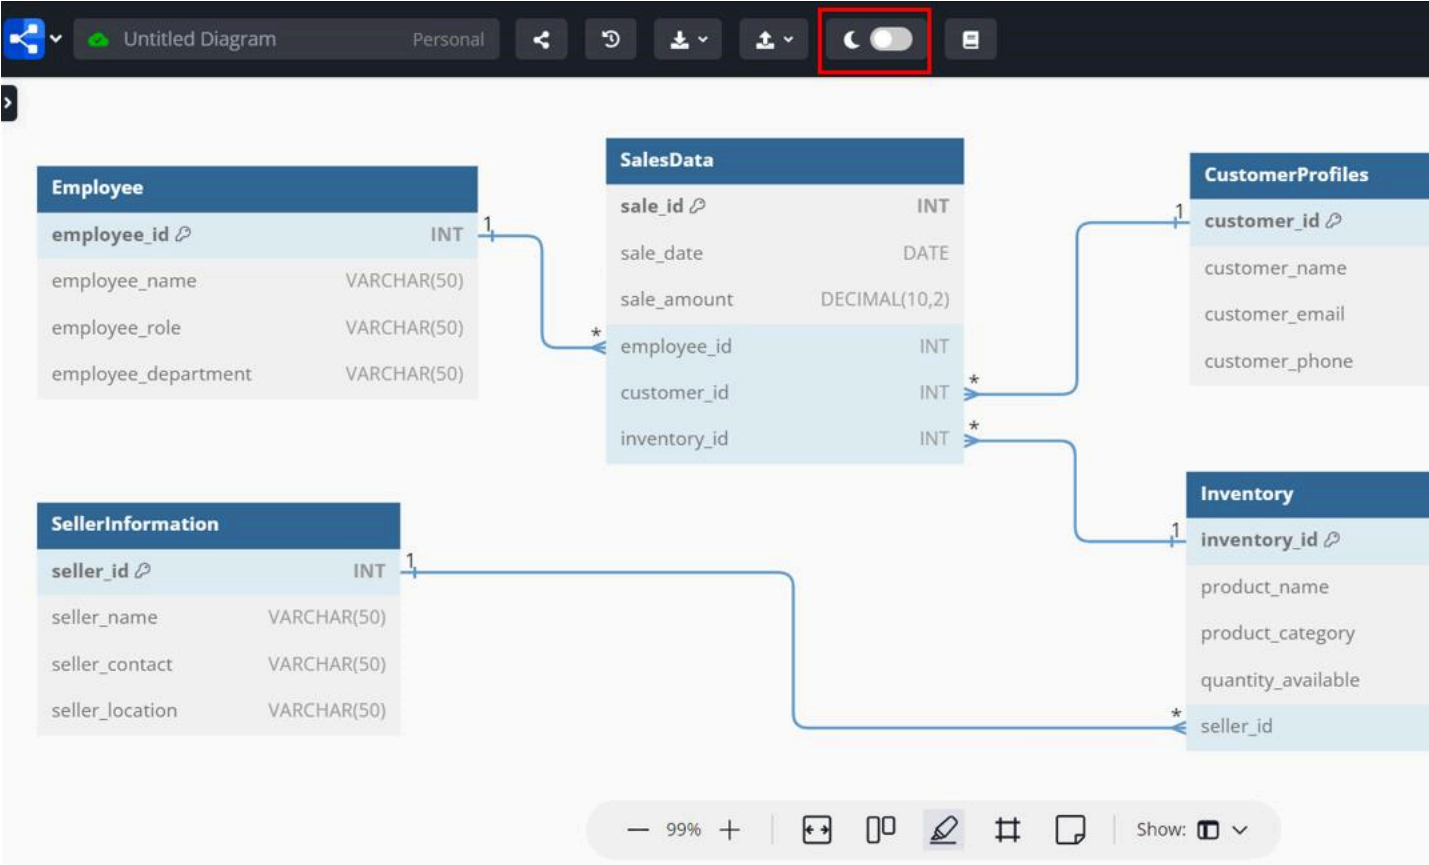 Untitled Diagram Personal
Employee
employee_id INT
employee_name VARCHAR(50)
employee_role VARCHAR(50)
employee_department VARCHAR(50)
1
*
SalesData
sale_id INT
sale_date DATE
sale_amount DECIMAL(10,2)
employee_id INT
customer_id INT
inventory_id INT
*
*
1
CustomerProfiles
customer_id
customer_name
customer_email
customer_phone
SellerInformation
seller_id INT
seller_name VARCHAR(50)
seller_contact VARCHAR(50)
seller_location VARCHAR(50)
1
1
*
Inventory
inventory_id
product_name
product_category
quantity_available
seller_id
99%
Show: